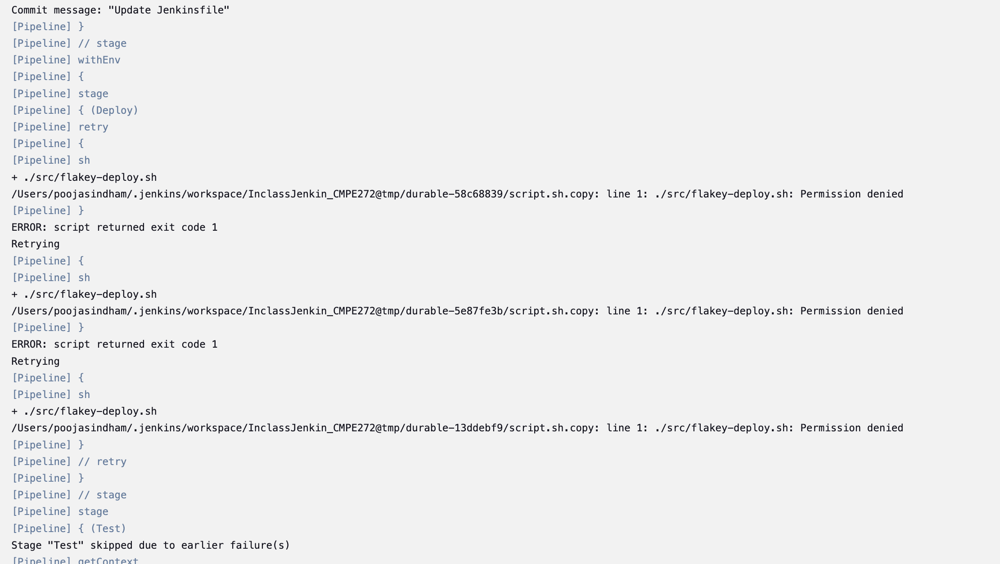 Commit message: "Update Jenkinsfile"
[Pipeline] }
[Pipeline] // stage
[Pipeline] withEnv
[Pipeline] {
[Pipeline] stage
[Pipeline] { (Deploy)
[Pipeline] retry
[Pipeline] {
[Pipeline] sh
+ ./src/flakey-deploy.sh
/Users/poojasindham/.jenkins/workspace/InclassJenkin_CMPE272@tmp/durable-58c68839/script.sh.copy: line 1: ./src/flakey-deploy.sh: Permission denied
[Pipeline] }
ERROR: script returned exit code 1
Retrying
[Pipeline] {
[Pipeline] sh
+ ./src/flakey-deploy.sh
/Users/poojasindham/.jenkins/workspace/InclassJenkin_CMPE272@tmp/durable-5e87fe3b/script.sh.copy: line 1: ./src/flakey-deploy.sh: Permission denied
[Pipeline] }
ERROR: script returned exit code 1
Retrying
[Pipeline] {
[Pipeline] sh
+ ./src/flakey-deploy.sh
/Users/poojasindham/.jenkins/workspace/InclassJenkin_CMPE272@tmp/durable-13ddebf9/script.sh.copy: line 1: ./src/flakey-deploy.sh: Permission denied
[Pipeline] }
[Pipeline] // retry
[Pipeline] }
[Pipeline] // stage
[Pipeline] stage
[Pipeline] { (Test)
Stage "Test" skipped due to earlier failure(s)
[Pipeline] getContext